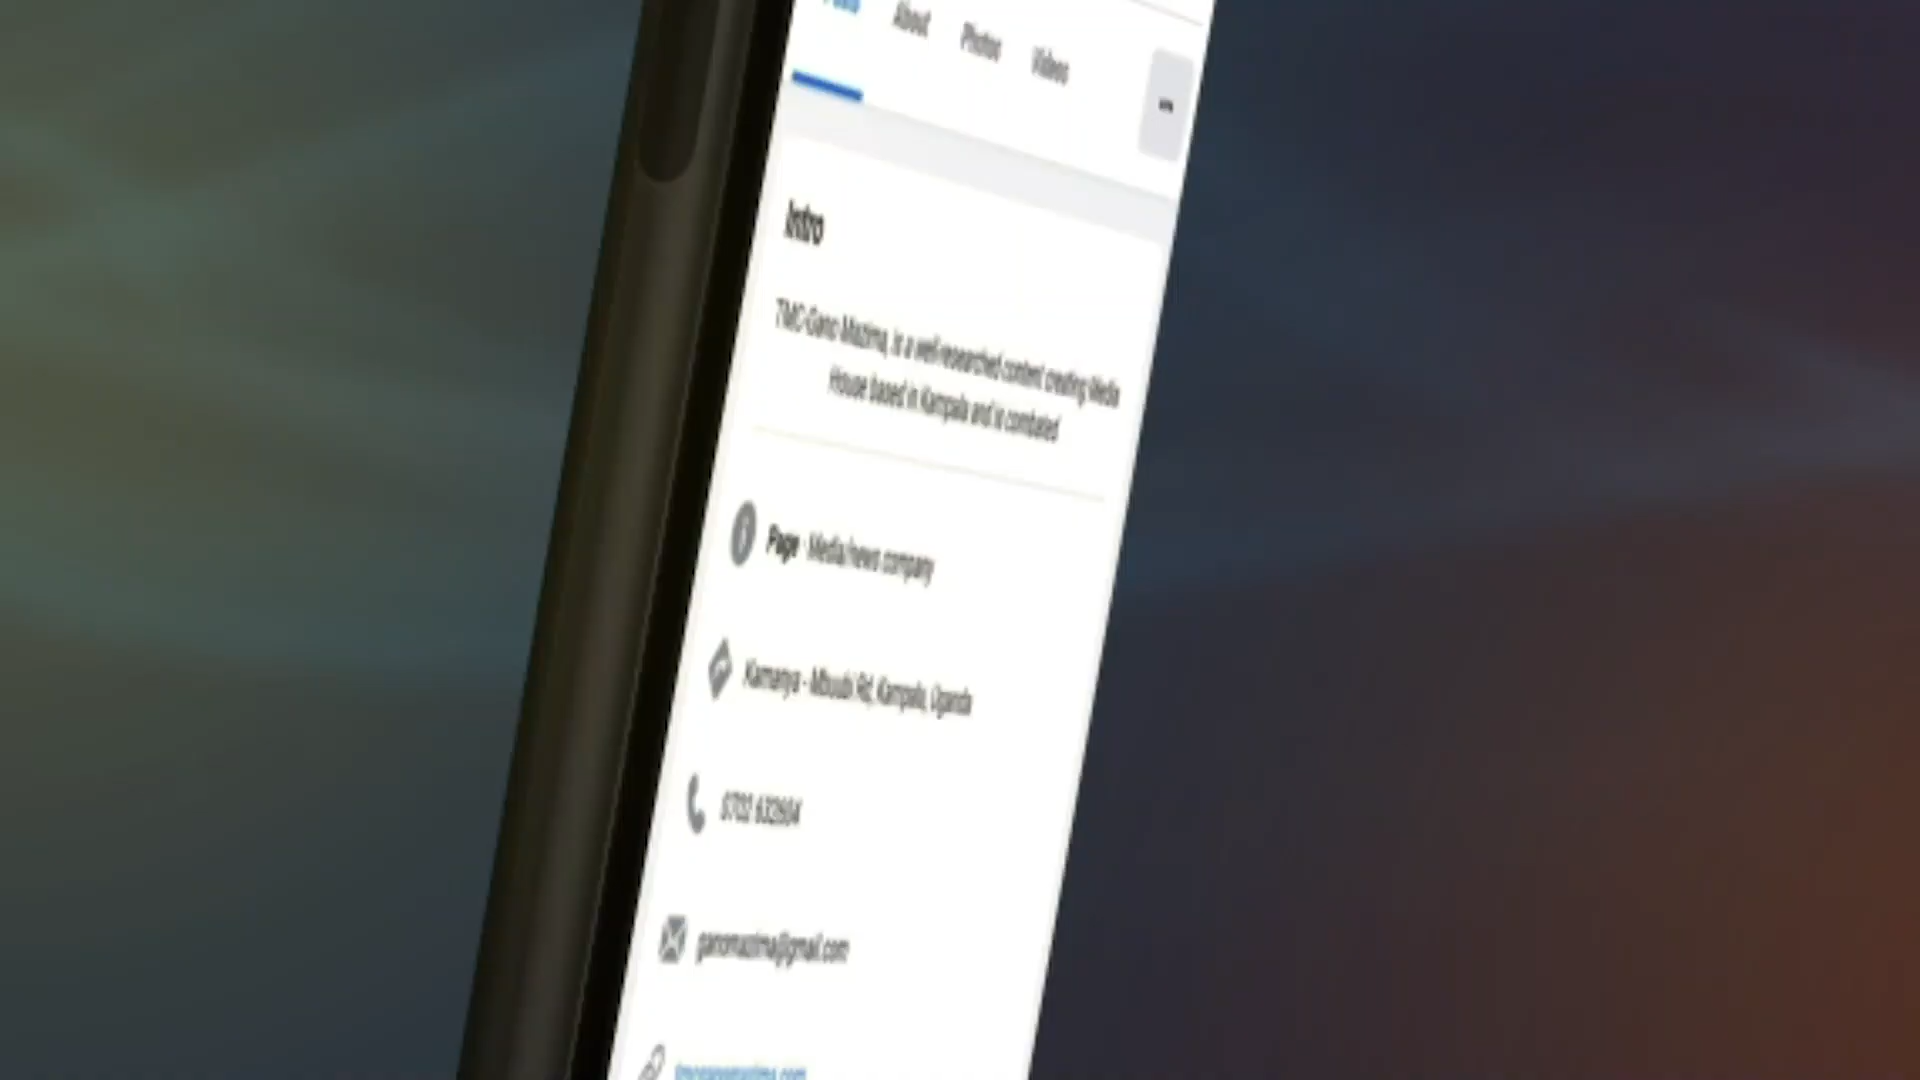 About Photos Videos
Intro
TMC-Gano Mazima, is a well researched content creating Media
House based in Kampala and is combated
Page · Media/news company
Kamanya - Mbuubi Rd, Kampala, Uganda
0702
ganomazima@gmail.com